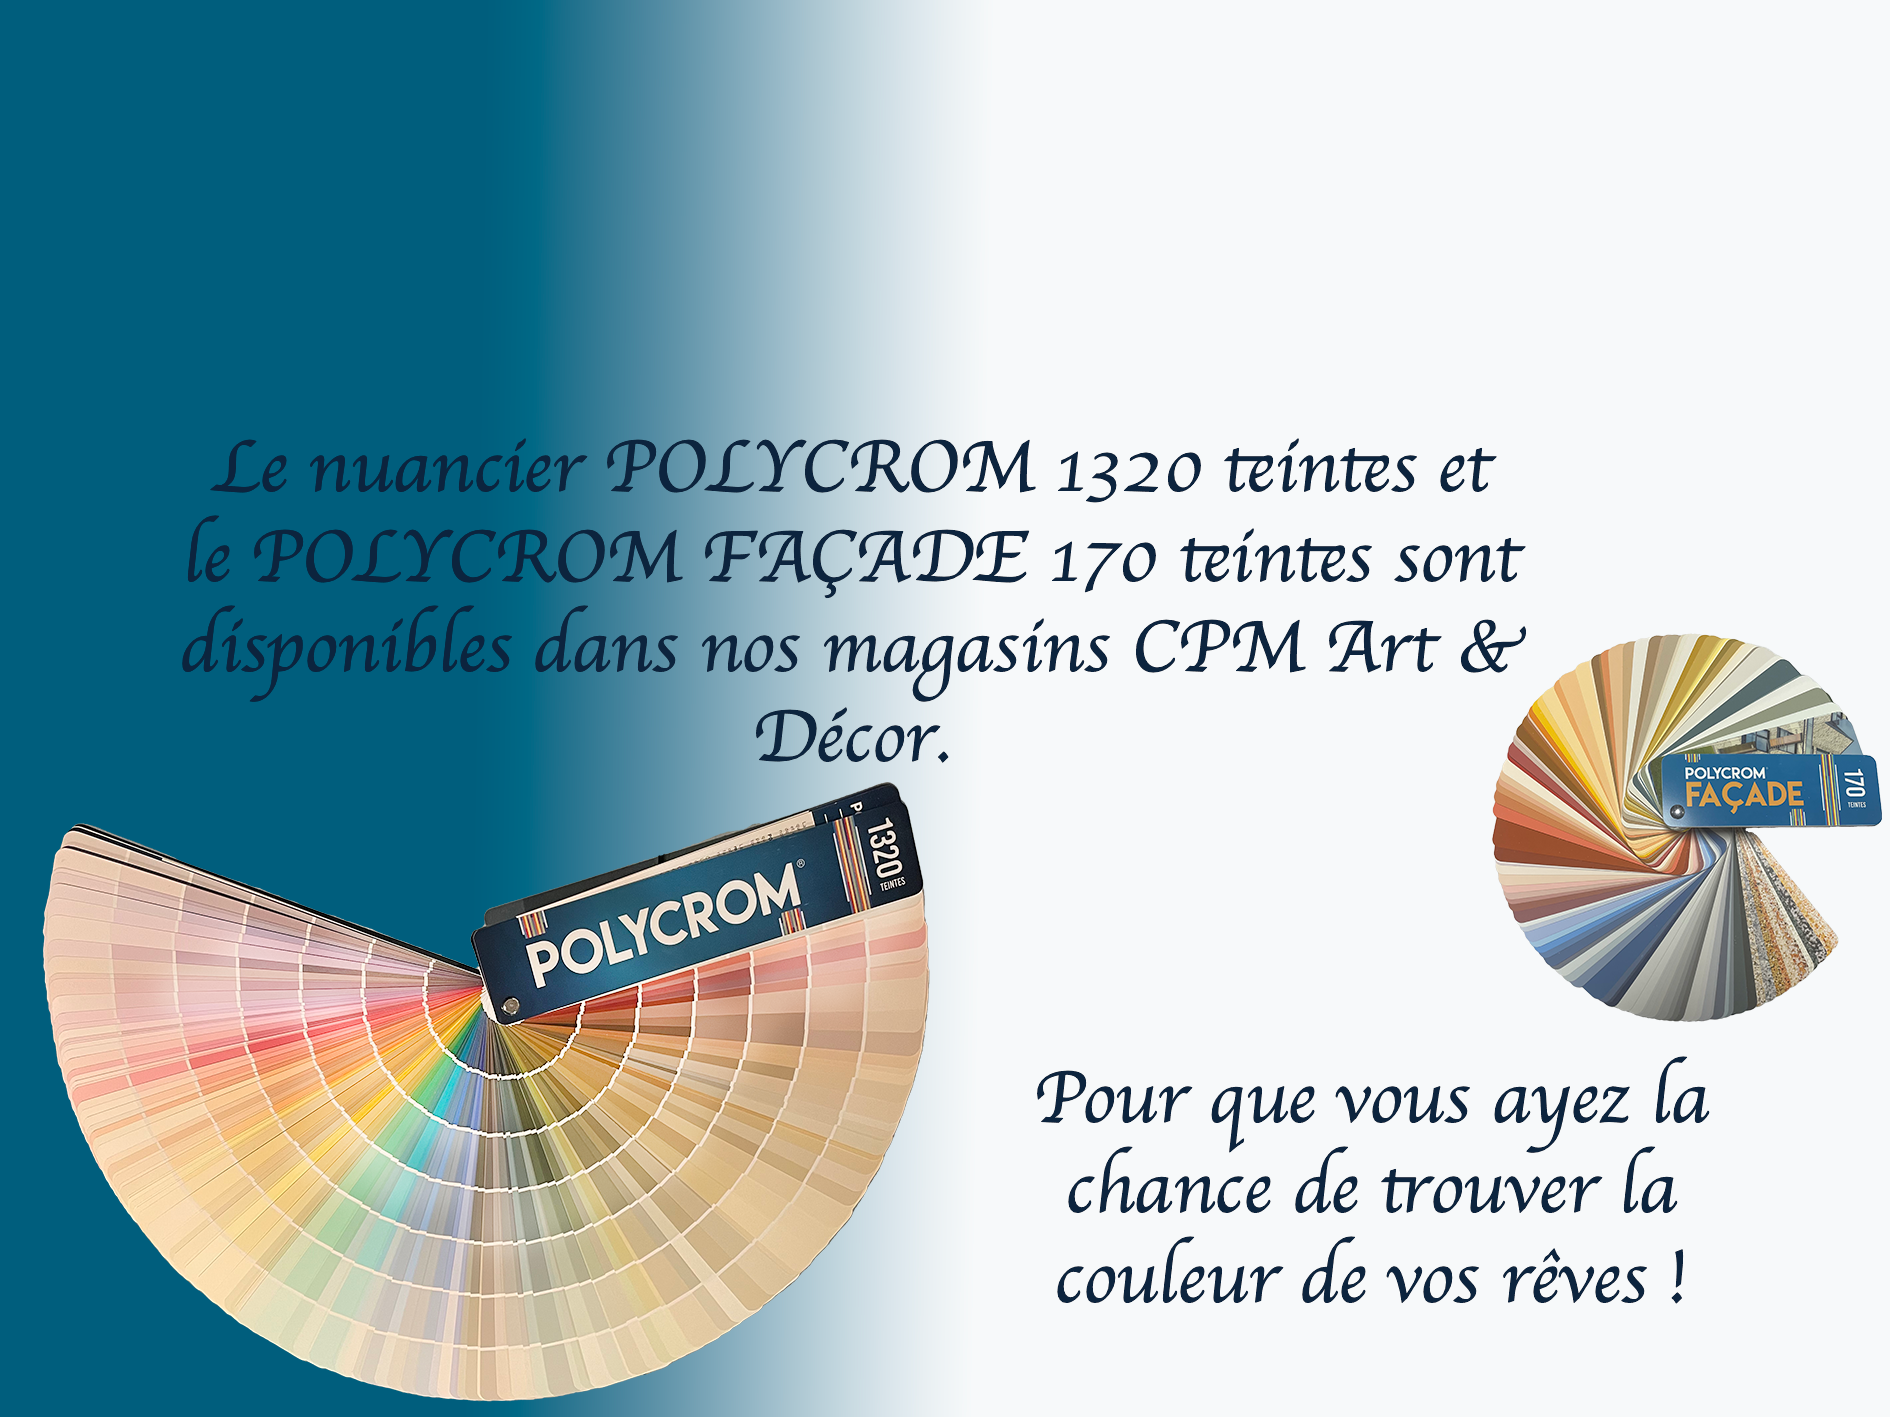 Le nuancier POLYCROM 1320 teintes et
le POLYCROM FAÇADE 170 teintes sont
disponibles dans nos magasins CPM Art &
Décor.
POLYCROM®
1320
TEINTES
POLYCROM
FAÇADE
170
TEINTES
Pour que vous ayez la
chance de trouver la
couleur de vos rêves !